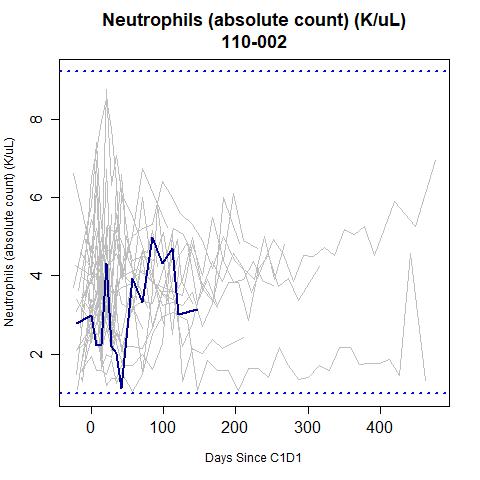 Neutrophils (absolute count) (K/uL)
110-002
Neutrophils (absolute count) (K/uL)
8
6
4
2
0 100 200 300 400
Days Since C1D1